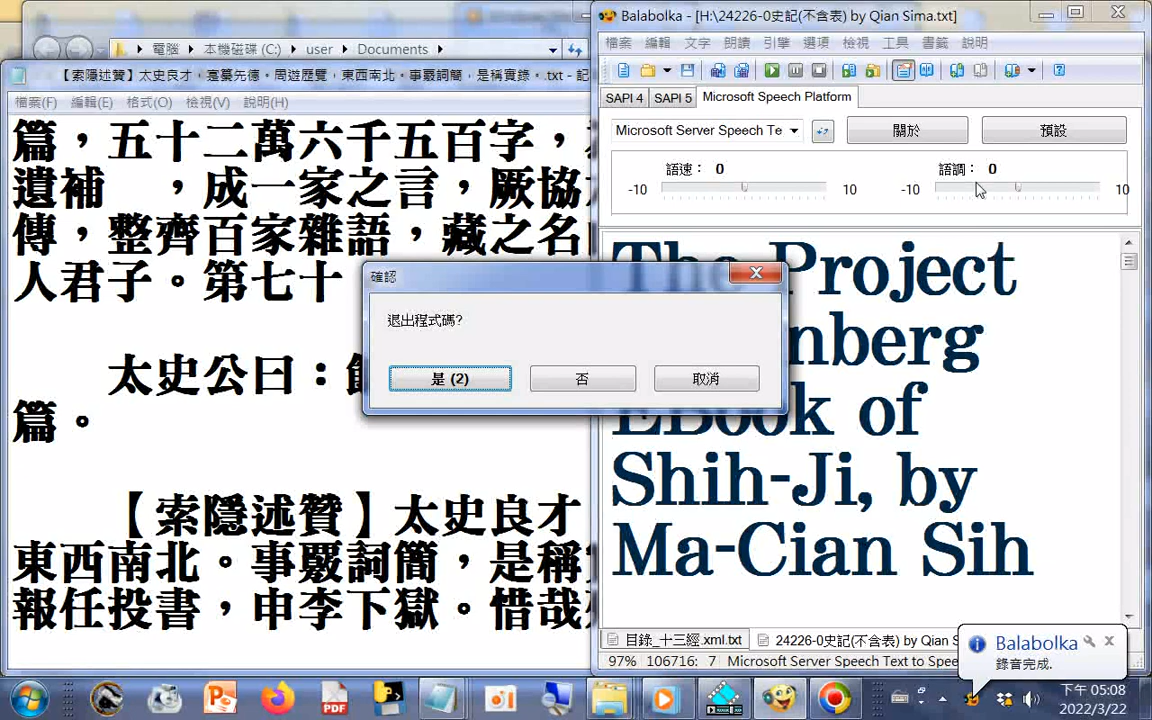 電腦 本機磁碟 (C:) user Documents
【索隱述贊】太史良才，蹇纂先德。周遊歷覽，東西南北。事覈詞簡，是稱實錄。.txt - 記
檔案(F) 編輯(E) 格式(O) 檢視(V) 說明(H)
篇，五十二萬六千五百字，
遺補 ，成一家之言，厥協
傳，整齊百家雜語，藏之名
人君子。第七十
太史公曰：
篇。
【索隱述贊】太史良才
東西南北。事覈詞簡，是稱
報任投書，申李下獄。惜哉
Balabolka - [H:\24226-0史記(不含表) by Qian Sima.txt]
檔案 編輯 文字 朗讀 引擎 選項 檢視 工具 書籤 說明
SAPI 4 SAPI 5 Microsoft Speech Platform
Microsoft Server Speech Te 關於 預設
語速： 0 語調： 0
-10 10 -10 10
The Project
nberg
EBook of
Shih-Ji, by
Ma-Cian Sih
確認
退出程式碼?
是 (2) 否 取消
目錄_十三經.xml.txt 24226-0史記(不含表) by Qian S
97% 106716: 7 Microsoft Server Speech Text to Spee
Balabolka
錄音完成.
PDF
下午 05:08
2022/3/22